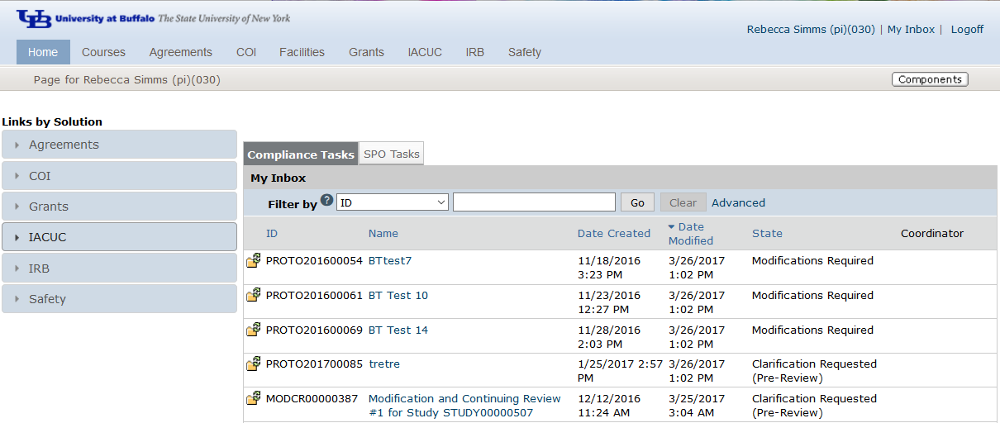 University at Buffalo The State University of New York
Rebecca Simms (pi)(030) | My Inbox | Logoff
Home Courses Agreements COI Facilities Grants IACUC IRB Safety
Page for Rebecca Simms (pi)(030) Components
Links by Solution
Agreements
COI
Grants
IACUC
IRB
Safety
Compliance Tasks SPO Tasks
My Inbox
Filter by ? ID Go Clear Advanced
ID Name Date Created Date Modified State Coordinator
PROTO201600054 BTtest7 11/18/2016 3:23 PM 3/26/2017 1:02 PM Modifications Required
PROTO201600061 BT Test 10 11/23/2016 12:27 PM 3/26/2017 1:02 PM Modifications Required
PROTO201600069 BT Test 14 11/28/2016 2:03 PM 3/26/2017 1:02 PM Modifications Required
PROTO201700085 tretre 1/25/2017 2:57 PM 3/26/2017 1:02 PM Clarification Requested (Pre-Review)
MODCR00000387 Modification and Continuing Review #1 for Study STUDY00000507 12/12/2016 11:24 AM 3/25/2017 3:04 AM Clarification Requested (Pre-Review)